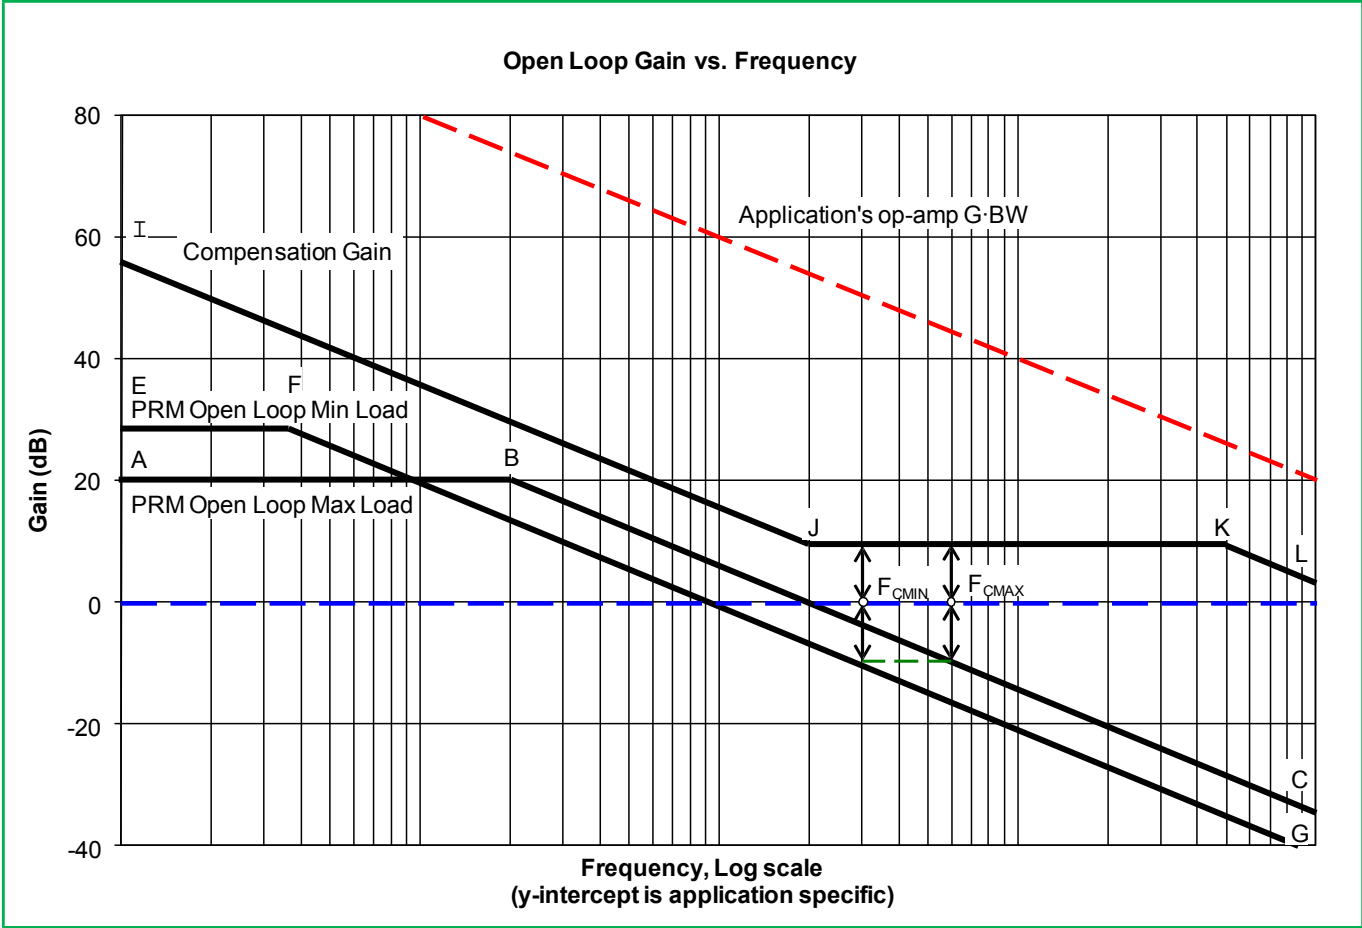 Open Loop Gain vs. Frequency
80
60
40
20
0
-20
-40
Gain (dB)
Application's op-amp G·BW
I
Compensation Gain
E
F
PRM Open Loop Min Load
A
B
PRM Open Loop Max Load
J
K
L
FCMIN
FCMAX
C
G
Frequency, Log scale
(y-intercept is application specific)